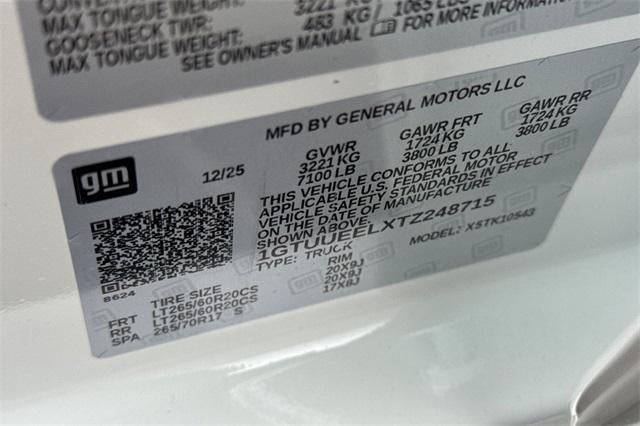 MAX TONGUE WEIGHT: 483 KG / 1065 LBS
GOOSENECK TWR:
MAX TONGUE WEIGHT:
SEE OWNER'S MANUAL FOR MORE INFORMATION
MFD BY GENERAL MOTORS LLC
gm
12/25
GVWR GAWR FRT GAWR RR
3221 KG 1724 KG 1724 KG
7100 LB 3800 LB 3800 LB
THIS VEHICLE CONFORMS TO ALL
APPLICABLE U.S. FEDERAL MOTOR
VEHICLE SAFETY STANDARDS IN EFFECT
ON THE DATE OF MANUFACTURE
SHOWN ABOVE.
1GTUUEELXTZ248715
TYPE: TRUCK MODEL: XSTK10543
8624
TIRE SIZE RIM
FRT LT265/60R20CS 20X9J
RR LT265/60R20CS 20X9J
SPA 265/70R17 S 17X8J